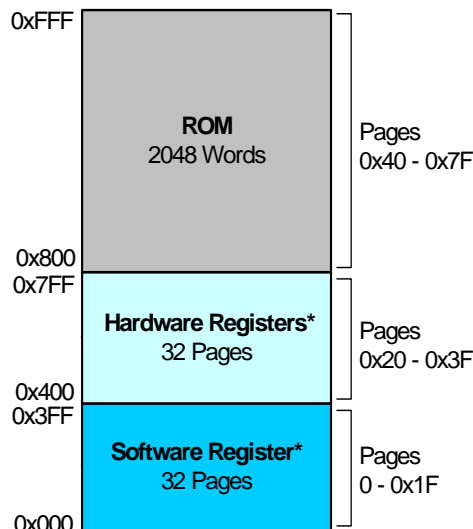 0xFFF
ROM
2048 Words
Pages
0x40 - 0x7F
0x800
0x7FF
Hardware Registers*
32 Pages
Pages
0x20 - 0x3F
0x400
0x3FF
Software Register*
32 Pages
Pages
0 - 0x1F
0x000